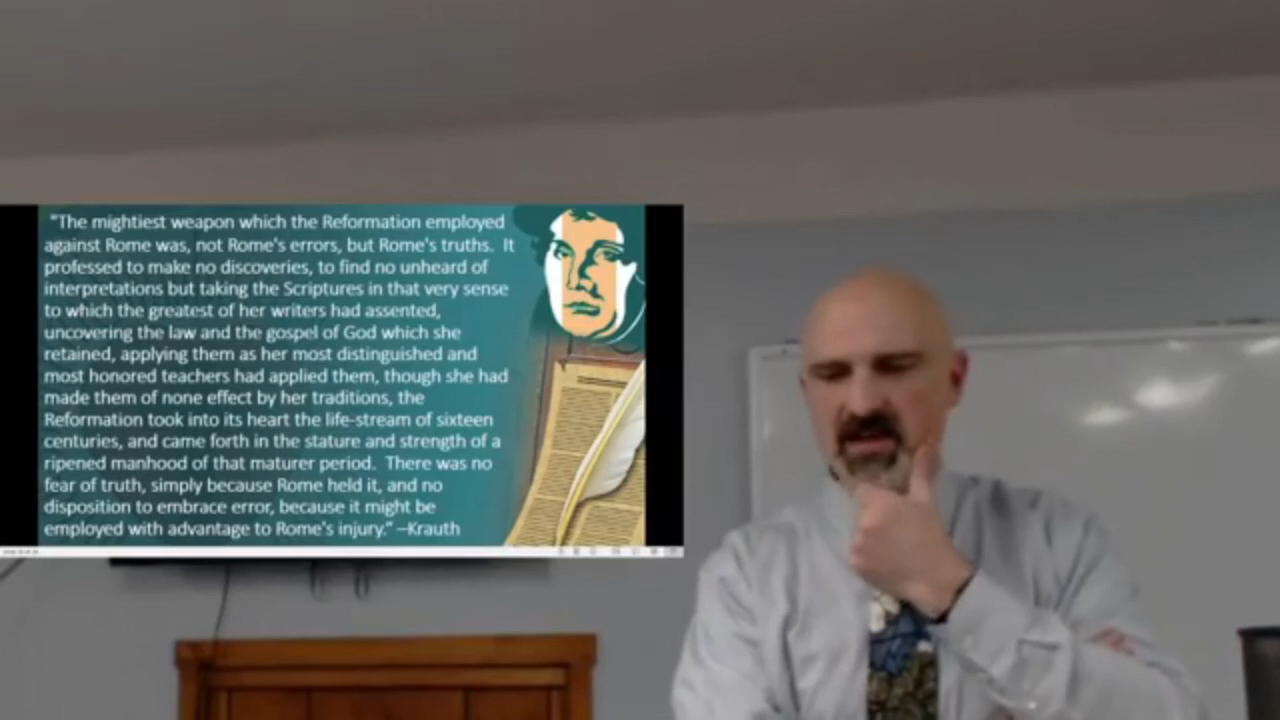 "The mightiest weapon which the Reformation employed
against Rome was, not Rome's errors, but Rome's truths.  It
professed to make no discoveries, to find no unheard of
interpretations but taking the Scriptures in that very sense
to which the greatest of her writers had assented,
uncovering the law and the gospel of God which she
retained, applying them as her most distinguished and
most honored teachers had applied them, though she had
made them of none effect by her traditions, the
Reformation took into its heart the life-stream of sixteen
centuries, and came forth in the stature and strength of a
ripened manhood of that maturer period.  There was no
fear of truth, simply because Rome held it, and no
disposition to embrace error, because it might be
employed with advantage to Rome's injury." –Krauth